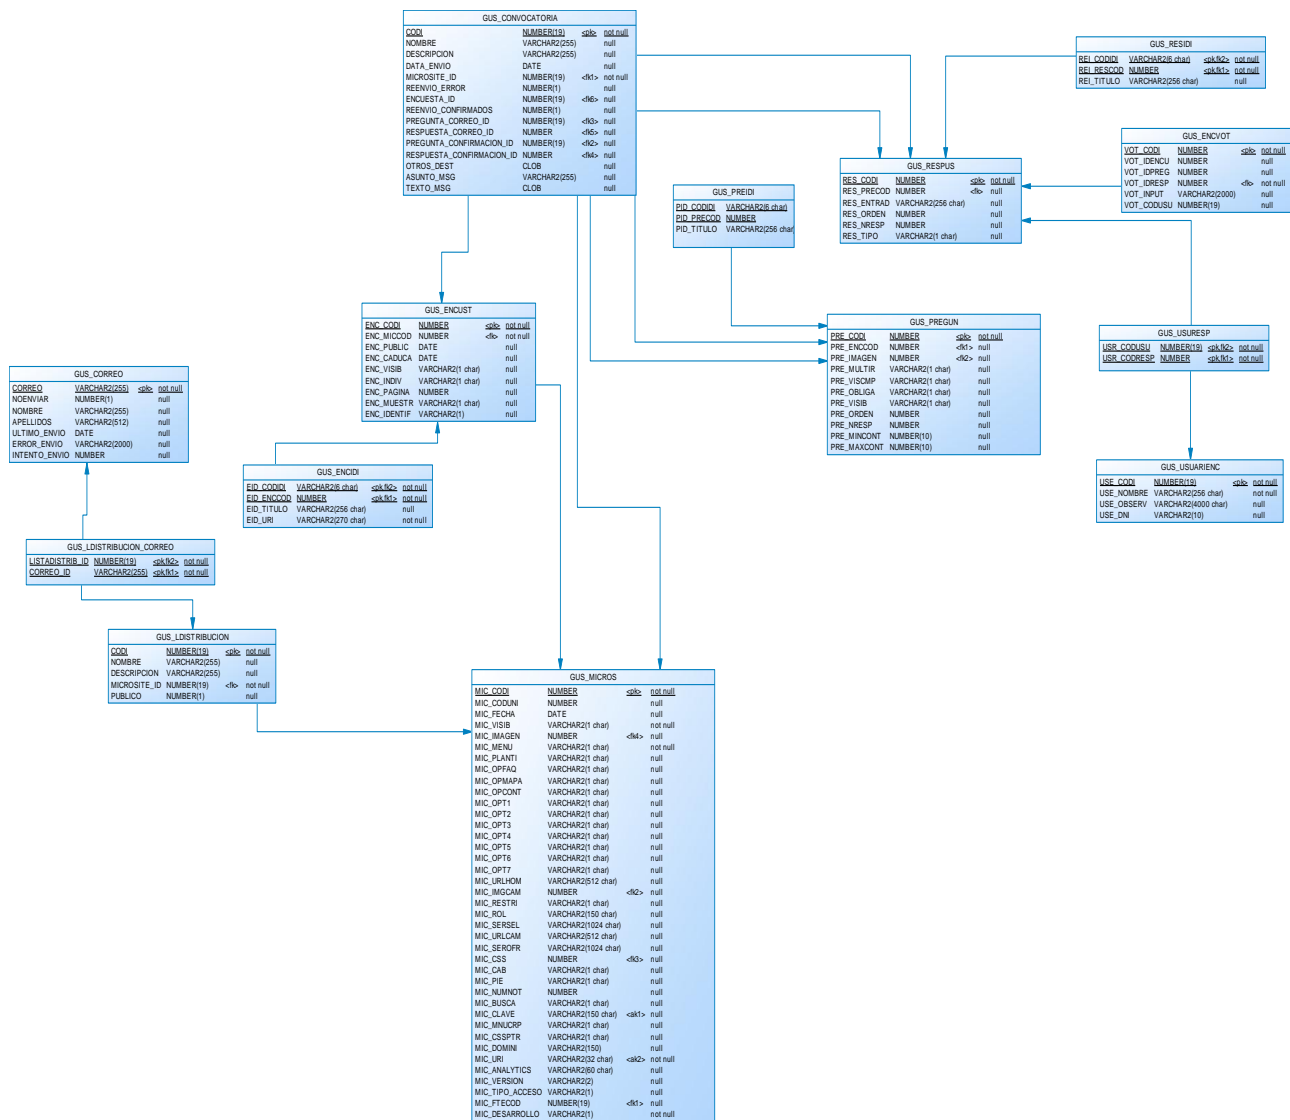 GUS_CONVOCATORIA
CODI NUMBER(19) <pk> not null
NOMBRE VARCHAR2(255) null
DESCRIPCION VARCHAR2(255) null
DATA_ENVIO DATE null
MICROSITE_ID NUMBER(19) <fk1> not null
REENVIO_ERROR NUMBER(1) null
ENCUESTA_ID NUMBER(19) <fk6> null
REENVIO_CONFIRMADOS NUMBER(1) null
PREGUNTA_CORREO_ID NUMBER(19) <fk3> null
RESPUESTA_CORREO_ID NUMBER <fk5> null
PREGUNTA_CONFIRMACION_ID NUMBER(19) <fk2> null
RESPUESTA_CONFIRMACION_ID NUMBER <fk4> null
OTROS_DEST CLOB null
ASUNTO_MSG VARCHAR2(255) null
TEXTO_MSG CLOB null
GUS_RESIDI
REI_CODIDI VARCHAR2(6 char) <pk,fk2> not null
REI_RESCOD NUMBER <pk,fk1> not null
REI_TITULO VARCHAR2(256 char) null
GUS_ENCVOT
VOT_CODI NUMBER <pk> not null
VOT_IDENCU NUMBER null
VOT_IDPREG NUMBER null
VOT_IDRESP NUMBER <fk> not null
VOT_INPUT VARCHAR2(2000) null
VOT_CODUSU NUMBER(19) null
GUS_RESPUS
RES_CODI NUMBER <pk> not null
RES_PRECOD NUMBER <fk> null
RES_ENTRAD VARCHAR2(256 char) null
RES_ORDEN NUMBER null
RES_NRESP NUMBER null
RES_TIPO VARCHAR2(1 char) null
GUS_PREIDI
PID_CODIDI VARCHAR2(6 char)
PID_PRECOD NUMBER
PID_TITULO VARCHAR2(256 char
GUS_ENCUST
ENC_CODI NUMBER <pk> not null
ENC_MICCOD NUMBER <fk> not null
ENC_PUBLIC DATE null
ENC_CADUCA DATE null
ENC_VISIB VARCHAR2(1 char) null
ENC_INDIV VARCHAR2(1 char) null
ENC_PAGINA NUMBER null
ENC_MUESTR VARCHAR2(1 char) null
ENC_IDENTIF VARCHAR2(1) null
GUS_PREGUN
PRE_CODI NUMBER <pk> not null
PRE_ENCCOD NUMBER <fk1> null
PRE_IMAGEN NUMBER <fk2> null
PRE_MULTIR VARCHAR2(1 char) null
PRE_VISCMP VARCHAR2(1 char) null
PRE_OBLIGA VARCHAR2(1 char) null
PRE_VISIB VARCHAR2(1 char) null
PRE_ORDEN NUMBER null
PRE_NRESP NUMBER null
PRE_MINCONT NUMBER(10) null
PRE_MAXCONT NUMBER(10) null
GUS_USURESP
USR_CODUSU NUMBER(19) <pk,fk2> not null
USR_CODRESP NUMBER <pk,fk1> not null
GUS_CORREO
CORREO VARCHAR2(255) <pk> not null
NOENVIAR NUMBER(1) null
NOMBRE VARCHAR2(255) null
APELLIDOS VARCHAR2(512) null
ULTIMO_ENVIO DATE null
ERROR_ENVIO VARCHAR2(2000) null
INTENTO_ENVIO NUMBER null
GUS_ENCIDI
EID_CODIDI VARCHAR2(6 char) <pk,fk2> not null
EID_ENCCOD NUMBER <pk,fk1> not null
EID_TITULO VARCHAR2(256 char) null
EID_URI VARCHAR2(270 char) not null
GUS_USUARIENC
USE_CODI NUMBER(19) <pk> not null
USE_NOMBRE VARCHAR2(256 char) not null
USE_OBSERV VARCHAR2(4000 char) null
USE_DNI VARCHAR2(10) null
GUS_LDISTRIBUCION_CORREO
LISTADISTRIB_ID NUMBER(19) <pk,fk2> not null
CORREO_ID VARCHAR2(255) <pk,fk1> not null
GUS_LDISTRIBUCION
CODI NUMBER(19) <pk> not null
NOMBRE VARCHAR2(255) null
DESCRIPCION VARCHAR2(255) null
MICROSITE_ID NUMBER(19) <fk> not null
PUBLICO NUMBER(1) null
GUS_MICROS
MIC_CODI NUMBER <pk> not null
MIC_CODUNI NUMBER null
MIC_FECHA DATE null
MIC_VISIB VARCHAR2(1 char) not null
MIC_IMAGEN NUMBER <fk4> null
MIC_MENU VARCHAR2(1 char) not null
MIC_PLANTI VARCHAR2(1 char) null
MIC_OPFAQ VARCHAR2(1 char) null
MIC_OPMAPA VARCHAR2(1 char) null
MIC_OPCONT VARCHAR2(1 char) null
MIC_OPT1 VARCHAR2(1 char) null
MIC_OPT2 VARCHAR2(1 char) null
MIC_OPT3 VARCHAR2(1 char) null
MIC_OPT4 VARCHAR2(1 char) null
MIC_OPT5 VARCHAR2(1 char) null
MIC_OPT6 VARCHAR2(1 char) null
MIC_OPT7 VARCHAR2(1 char) null
MIC_URLHOM VARCHAR2(512 char) null
MIC_IMGCAM NUMBER <fk2> null
MIC_RESTRI VARCHAR2(1 char) null
MIC_ROL VARCHAR2(150 char) null
MIC_SERSEL VARCHAR2(1024 char) null
MIC_URLCAM VARCHAR2(512 char) null
MIC_SEROFR VARCHAR2(1024 char) null
MIC_CSS NUMBER <fk3> null
MIC_CAB VARCHAR2(1 char) null
MIC_PIE VARCHAR2(1 char) null
MIC_NUMNOT NUMBER null
MIC_BUSCA VARCHAR2(1 char) null
MIC_CLAVE VARCHAR2(150 char) <ak1> null
MIC_MNUCRP VARCHAR2(1 char) null
MIC_CSSPTR VARCHAR2(1 char) null
MIC_DOMINI VARCHAR2(150) null
MIC_URI VARCHAR2(32 char) <ak2> not null
MIC_ANALYTICS VARCHAR2(60 char) null
MIC_VERSION VARCHAR2(2) null
MIC_TIPO_ACCESO VARCHAR2(1) null
MIC_FTECOD NUMBER(19) <fk1> null
MIC_DESARROLLO VARCHAR2(1) not null